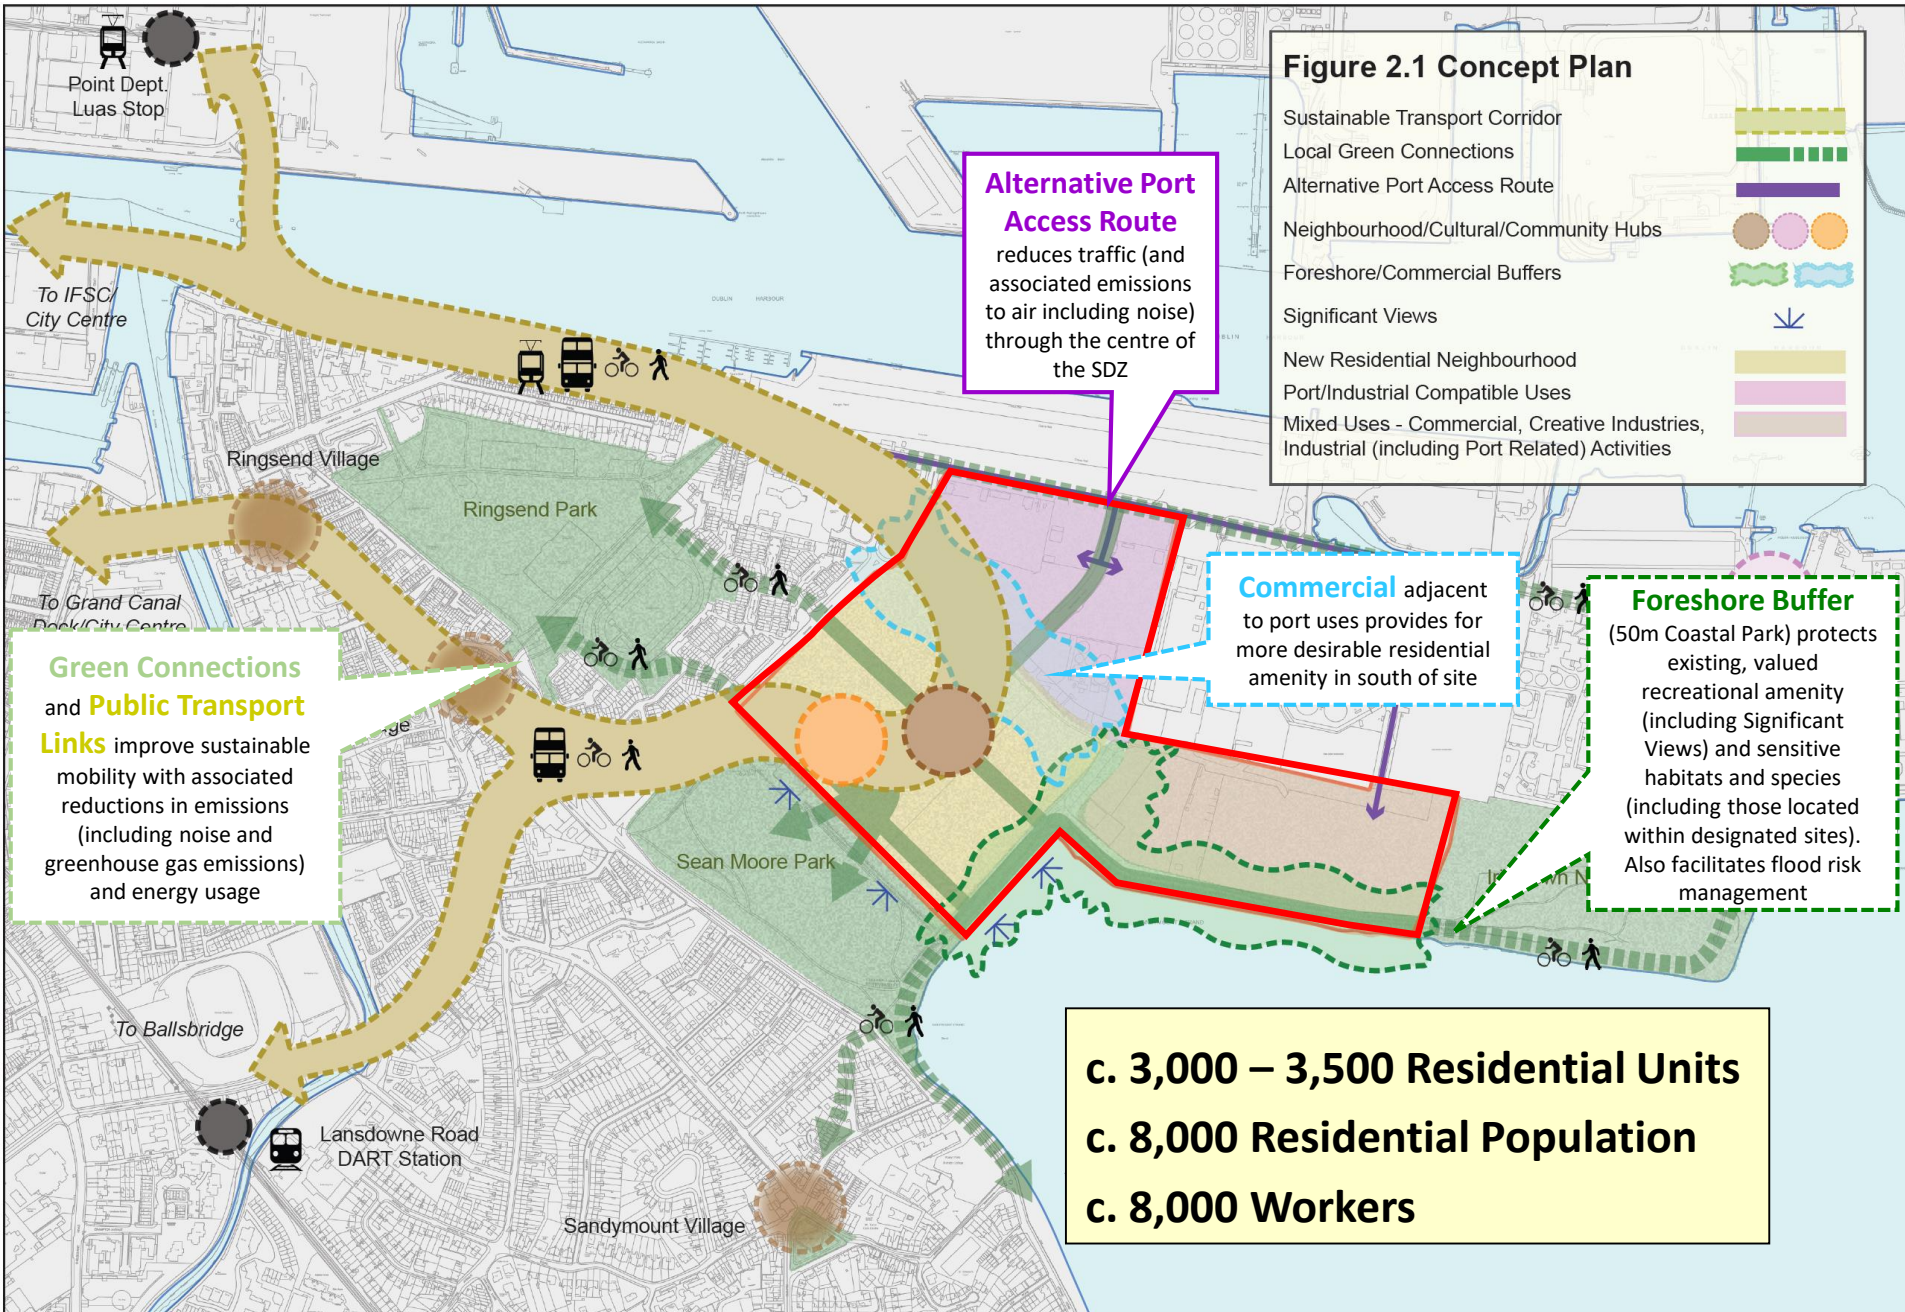 Point Dept.
Luas Stop
Figure 2.1 Concept Plan
Sustainable Transport Corridor
Local Green Connections
Alternative Port Access Route
Neighbourhood/Cultural/Community Hubs
Foreshore/Commercial Buffers
Significant Views
New Residential Neighbourhood
Port/Industrial Compatible Uses
Mixed Uses - Commercial, Creative Industries,
Industrial (including Port Related) Activities
Alternative Port
Access Route
reduces traffic (and
associated emissions
to air including noise)
through the centre of
the SDZ
To IFSC/
City Centre
DUBLIN HARBOUR
Ringsend Village
Ringsend Park
To Grand Canal
Dock/City Centre
Commercial adjacent
to port uses provides for
more desirable residential
amenity in south of site
Foreshore Buffer
(50m Coastal Park) protects
existing, valued
recreational amenity
(including Significant
Views) and sensitive
habitats and species
(including those located
within designated sites).
Also facilitates flood risk
management
Green Connections
and Public Transport
Links improve sustainable
mobility with associated
reductions in emissions
(including noise and
greenhouse gas emissions)
and energy usage
Sean Moore Park
To Ballsbridge
Lansdowne Road
DART Station
Sandymount Village
c. 3,000 – 3,500 Residential Units
c. 8,000 Residential Population
c. 8,000 Workers